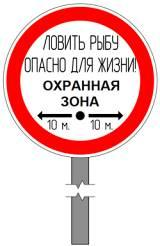 ЛОВИТЬ РЫБУ
ОПАСНО ДЛЯ ЖИЗНИ!
ОХРАННАЯ
ЗОНА
10 м. 10 м.